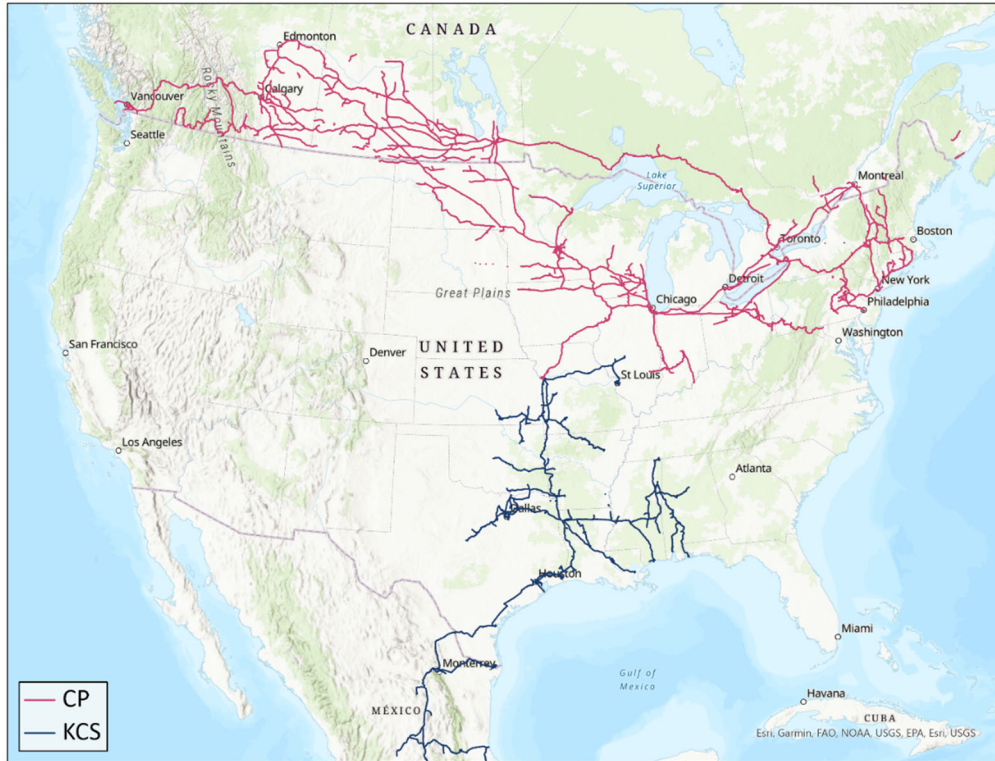 CANADA
Edmonton
Calgary
Rocky Mountains
Vancouver
Seattle
Lake
Superior
Montreal
Toronto
Boston
Detroit
New York
Great Plains
Chicago
Philadelphia
Washington
San Francisco
Denver
UNITED
STATES
St Louis
Los Angeles
Atlanta
Dallas
Houston
Miami
Monterrey
Gulf of
Mexico
Havana
MÉXICO
CUBA
CP
KCS
Esri, Garmin, FAO, NOAA, USGS, EPA, Esri, USGS